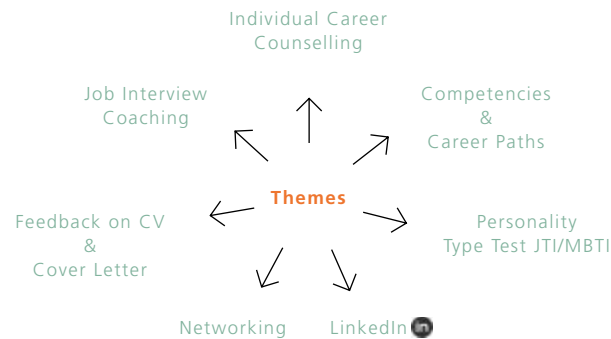 Individual Career
Counselling
Job Interview
Coaching
Competencies
&
Career Paths
Themes
Feedback on CV
&
Cover Letter
Personality
Type Test JTI/MBTI
Networking
LinkedIn in